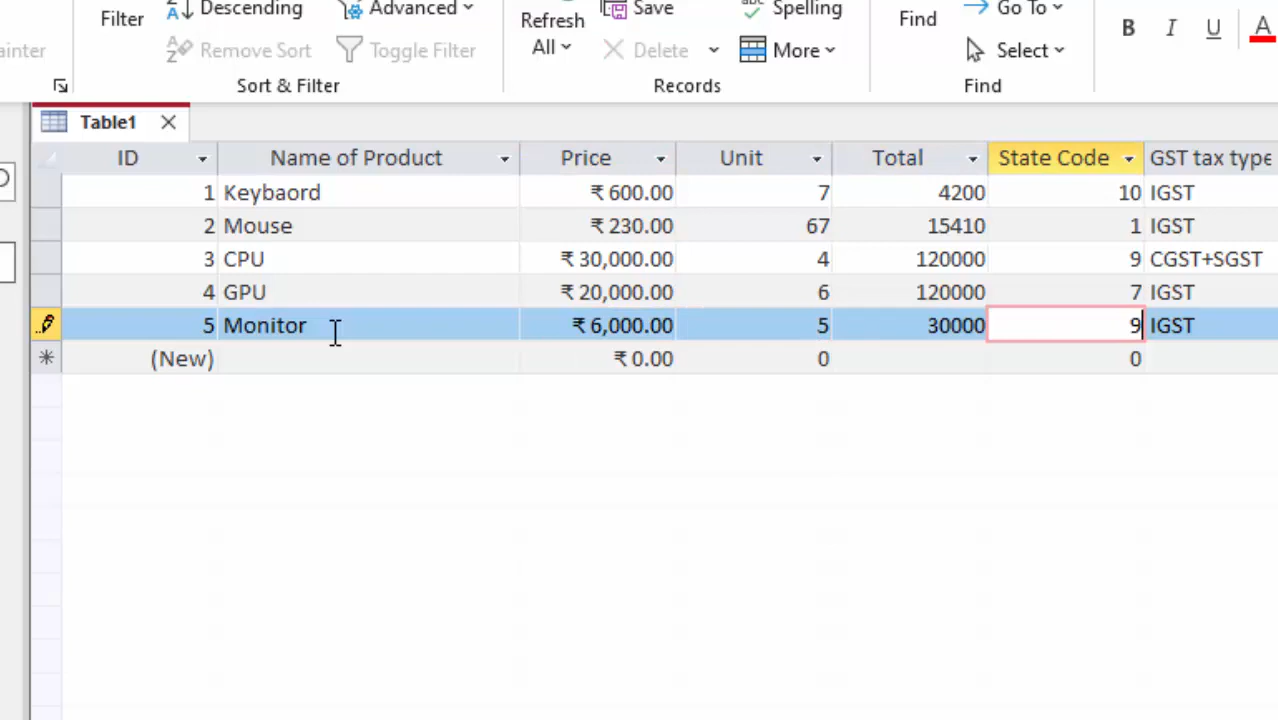 Descending Advanced Save Spelling Go To
Filter Refresh Find B I U A
All
ainter Remove Sort Toggle Filter Delete More Select
Sort & Filter Records Find
Table1
ID Name of Product Price Unit Total State Code GST tax type
1 Keybaord ₹ 600.00 7 4200 10 IGST
2 Mouse ₹ 230.00 67 15410 1 IGST
3 CPU ₹ 30,000.00 4 120000 9 CGST+SGST
4 GPU ₹ 20,000.00 6 120000 7 IGST
5 Monitor ₹ 6,000.00 5 30000 9 IGST
(New) ₹ 0.00 0 0